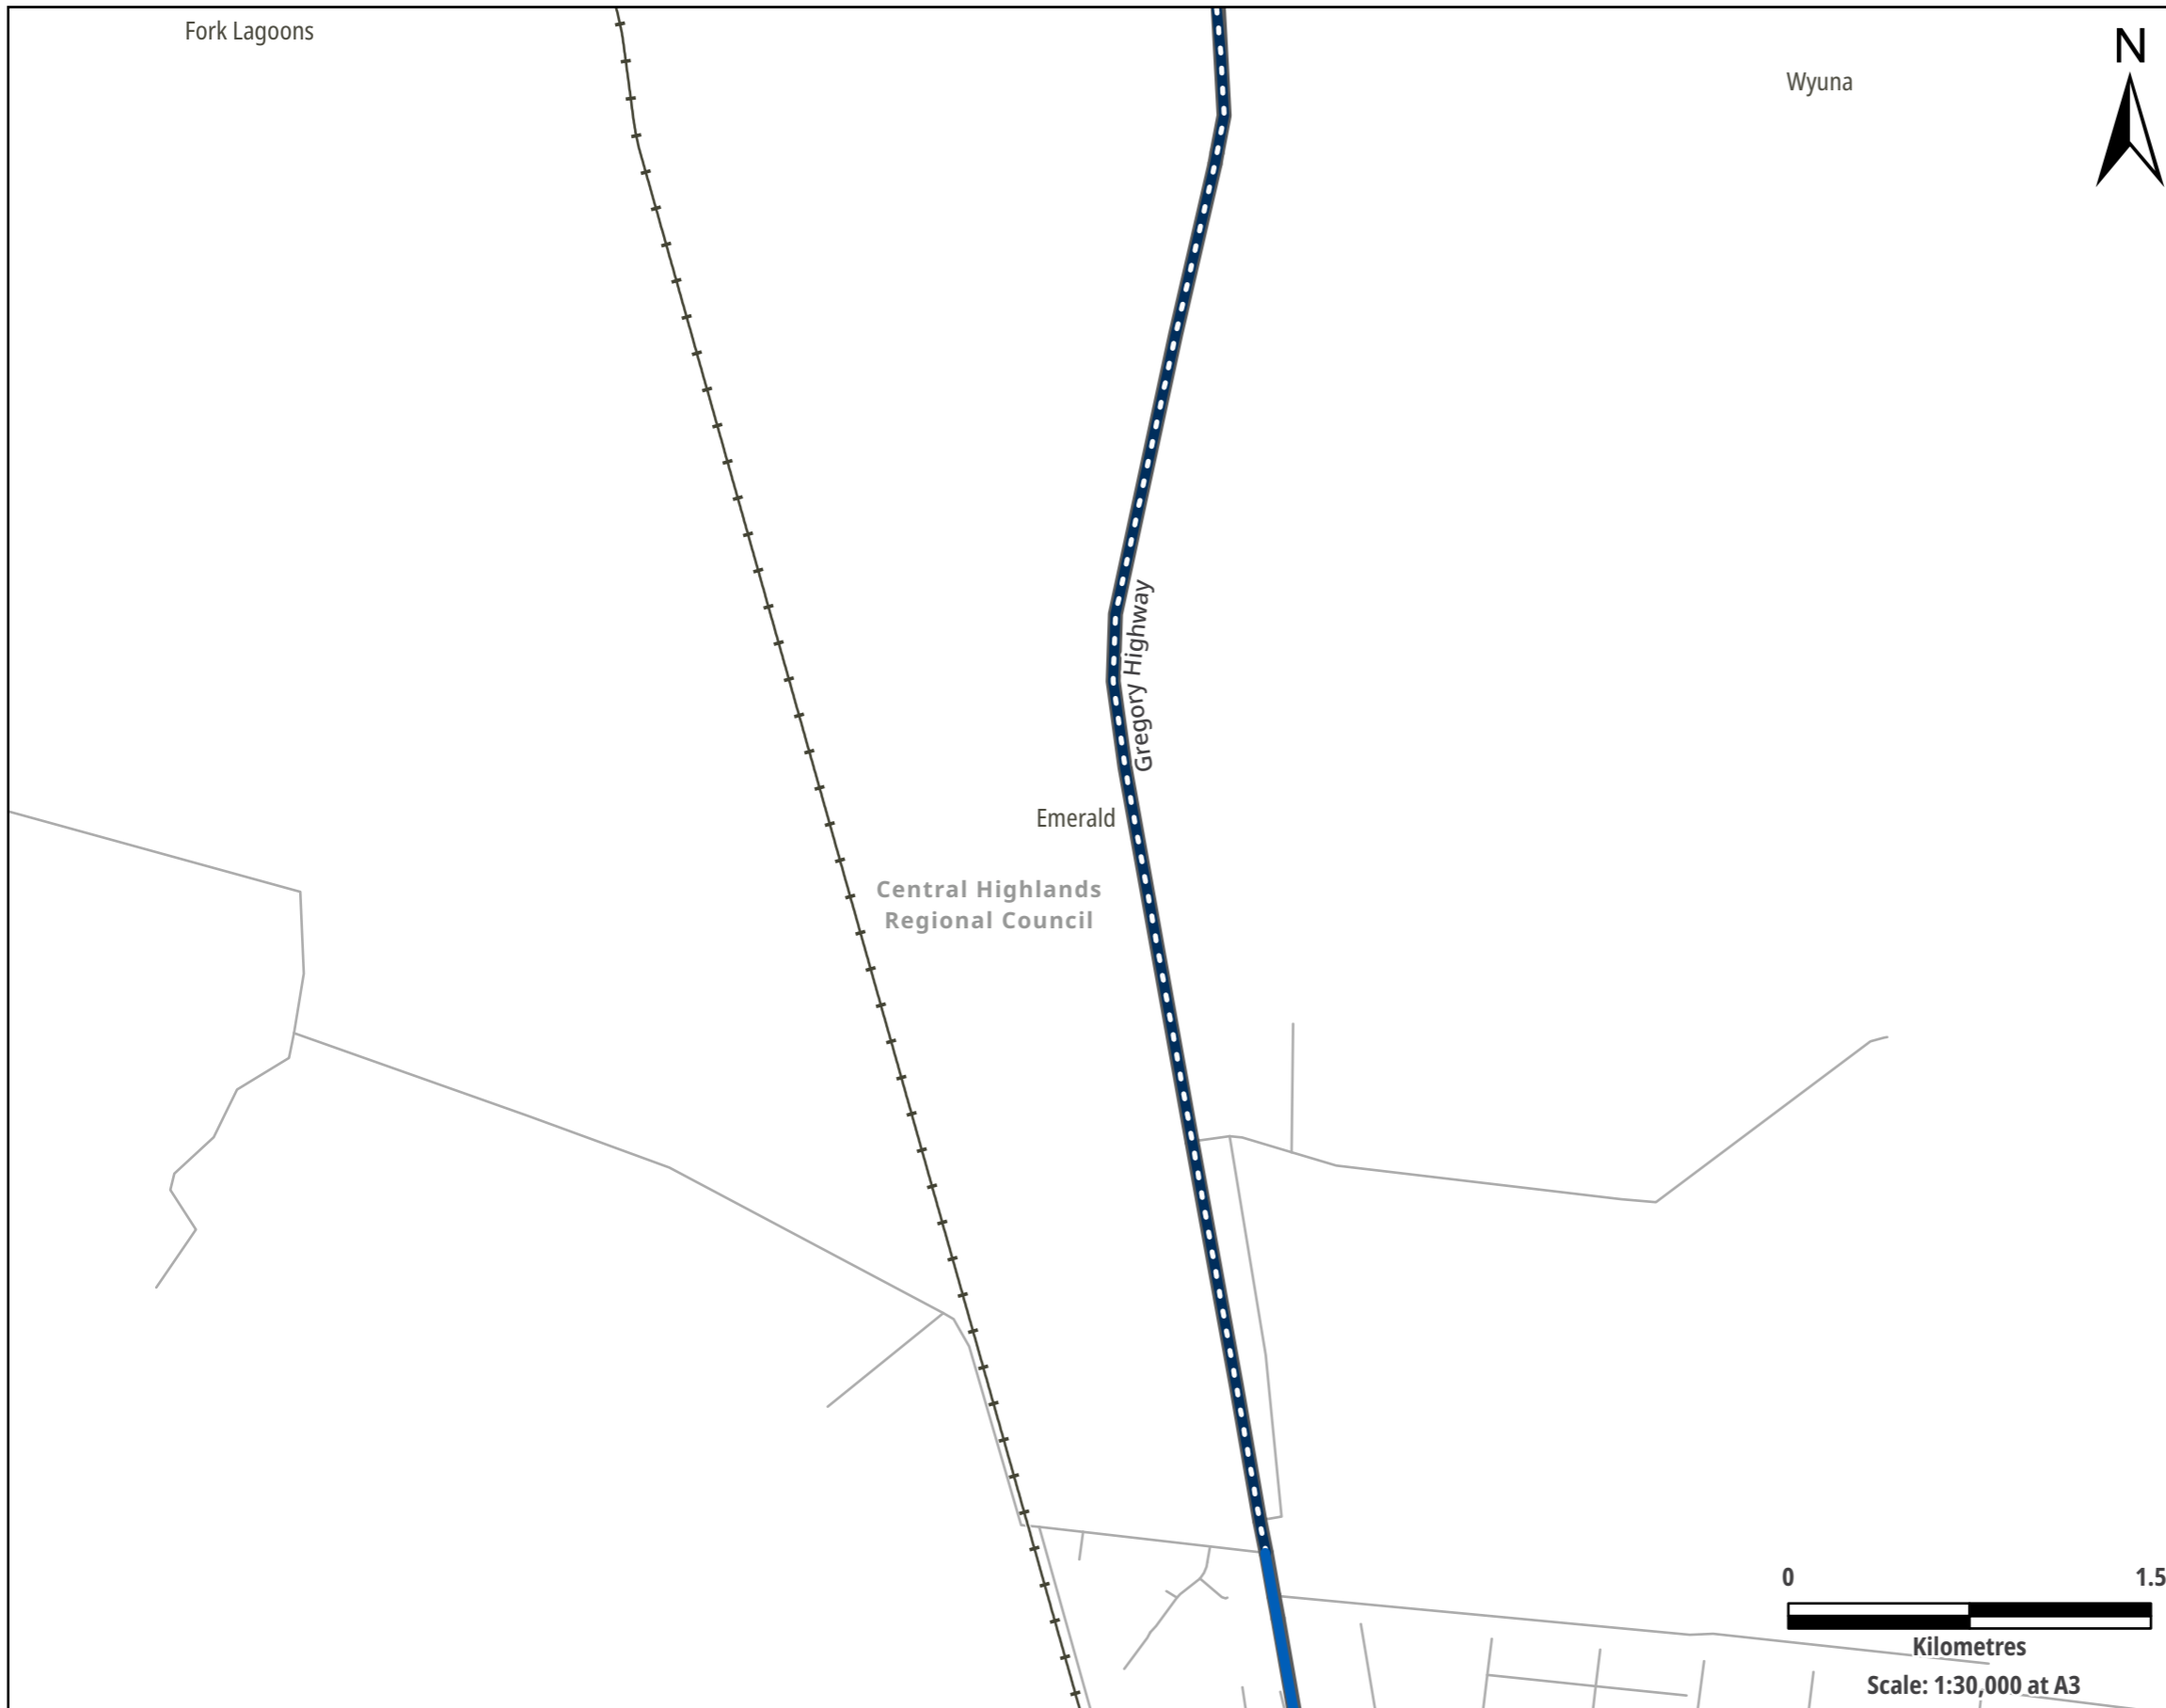 Fork Lagoons
N
Wyuna
Gregory Highway
Emerald
Central Highlands
Regional Council
0
1.5
Kilometres
Scale: 1:30,000 at A3